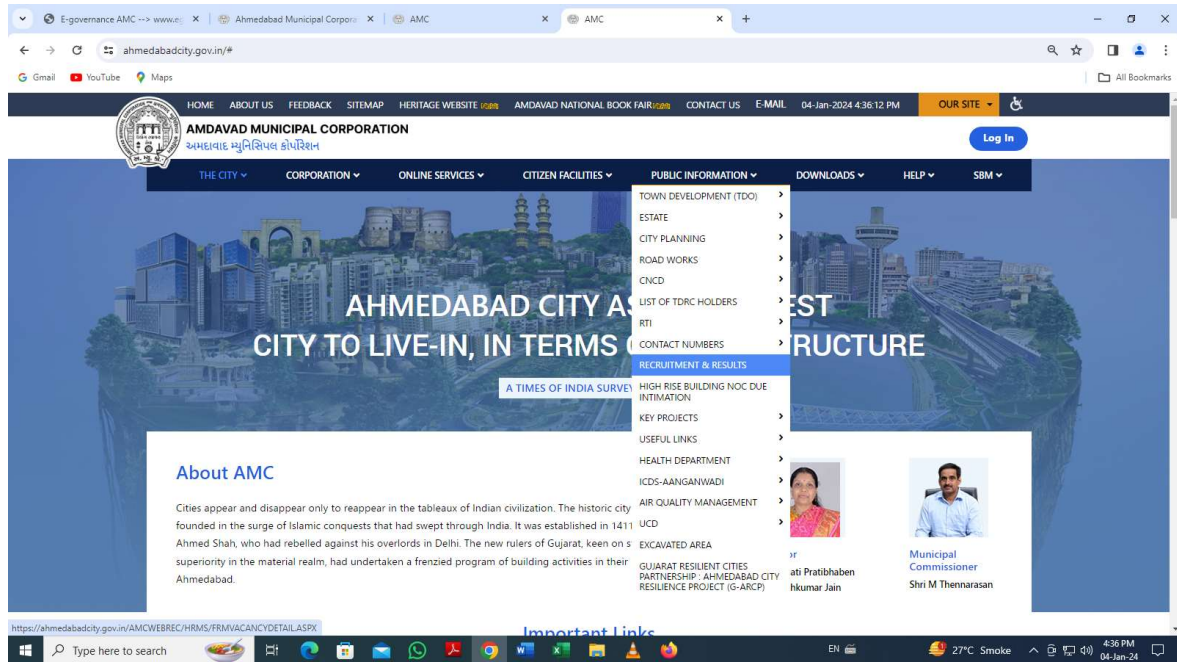 E-governance AMC --> www.e
Ahmedabad Municipal Corpora
AMC
AMC
ahmedabadcity.gov.in/#
Gmail
YouTube
Maps
All Bookmarks
HOME ABOUT US FEEDBACK SITEMAP HERITAGE WEBSITE AMDAVAD NATIONAL BOOK FAIR CONTACT US E-MAIL 04-Jan-2024 4:36:12 PM OUR SITE
AMDAVAD MUNICIPAL CORPORATION
અમદાવાદ મ્યુનિસિપલ કોર્પોરેશન
Log In
THE CITY CORPORATION ONLINE SERVICES CITIZEN FACILITIES PUBLIC INFORMATION DOWNLOADS HELP SBM
TOWN DEVELOPMENT (TDO)
ESTATE
CITY PLANNING
ROAD WORKS
CNCD
LIST OF TDRC HOLDERS
RTI
CONTACT NUMBERS
RECRUITMENT & RESULTS
HIGH RISE BUILDING NOC DUE
INTIMATION
KEY PROJECTS
USEFUL LINKS
HEALTH DEPARTMENT
ICDS-AANGANWADI
AIR QUALITY MANAGEMENT
UCD
EXCAVATED AREA
GUJARAT RESILIENT CITIES
PARTNERSHIP : AHMEDABAD CITY
RESILIENCE PROJECT (G-ARCP)
AHMEDABAD CITY AS EST
CITY TO LIVE-IN, IN TERMS RUCTURE
A TIMES OF INDIA SURVEY
About AMC
Cities appear and disappear only to reappear in the tableaux of Indian civilization. The historic city
founded in the surge of Islamic conquests that had swept through India. It was established in 1411
Ahmed Shah, who had rebelled against his overlords in Delhi. The new rulers of Gujarat, keen on s
superiority in the material realm, had undertaken a frenzied program of building activities in their
Ahmedabad.
or
ati Pratibhaben
hkumar Jain
Municipal
Commissioner
Shri M Thennarasan
Important Links
https://ahmedabadcity.gov.in/AMCWEBREC/HRMS/FRMVACANCYDETAIL.ASPX
Type here to search
EN
27°C Smoke
4:36 PM
04-Jan-24